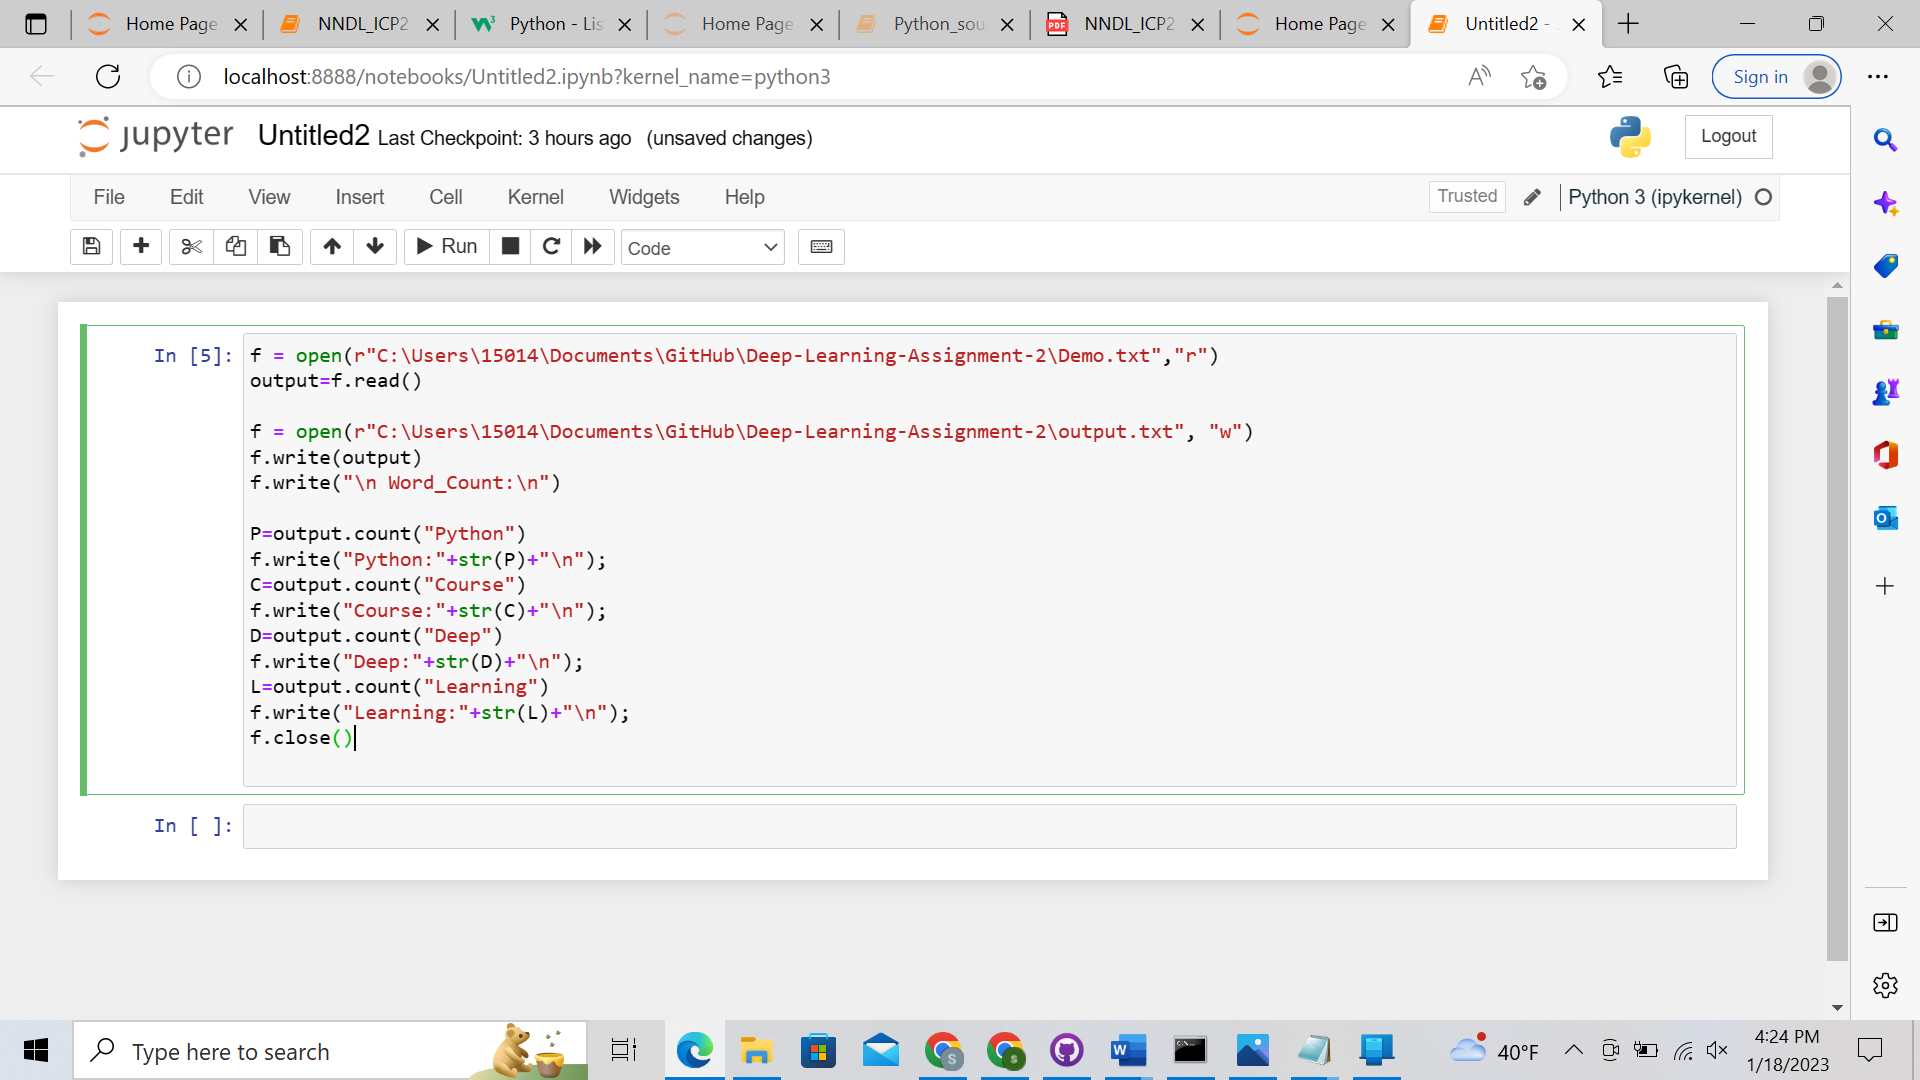 Home Page
NNDL_ICP2
Python - Lis
Home Page
Python_sou
PDF
NNDL_ICP2
Home Page
Untitled2 -
localhost:8888/notebooks/Untitled2.ipynb?kernel_name=python3
Sign in
jupyter Untitled2 Last Checkpoint: 3 hours ago (unsaved changes)
Logout
File Edit View Insert Cell Kernel Widgets Help
Trusted
Python 3 (ipykernel)
Run
Code
In [5]:
f = open(r"C:\Users\15014\Documents\GitHub\Deep-Learning-Assignment-2\Demo.txt","r")
output=f.read()
f = open(r"C:\Users\15014\Documents\GitHub\Deep-Learning-Assignment-2\output.txt", "w")
f.write(output)
f.write("\n Word_Count:\n")
P=output.count("Python")
f.write("Python:"+str(P)+"\n");
C=output.count("Course")
f.write("Course:"+str(C)+"\n");
D=output.count("Deep")
f.write("Deep:"+str(D)+"\n");
L=output.count("Learning")
f.write("Learning:"+str(L)+"\n");
f.close()
In [ ]:
Type here to search
40°F
4:24 PM
1/18/2023